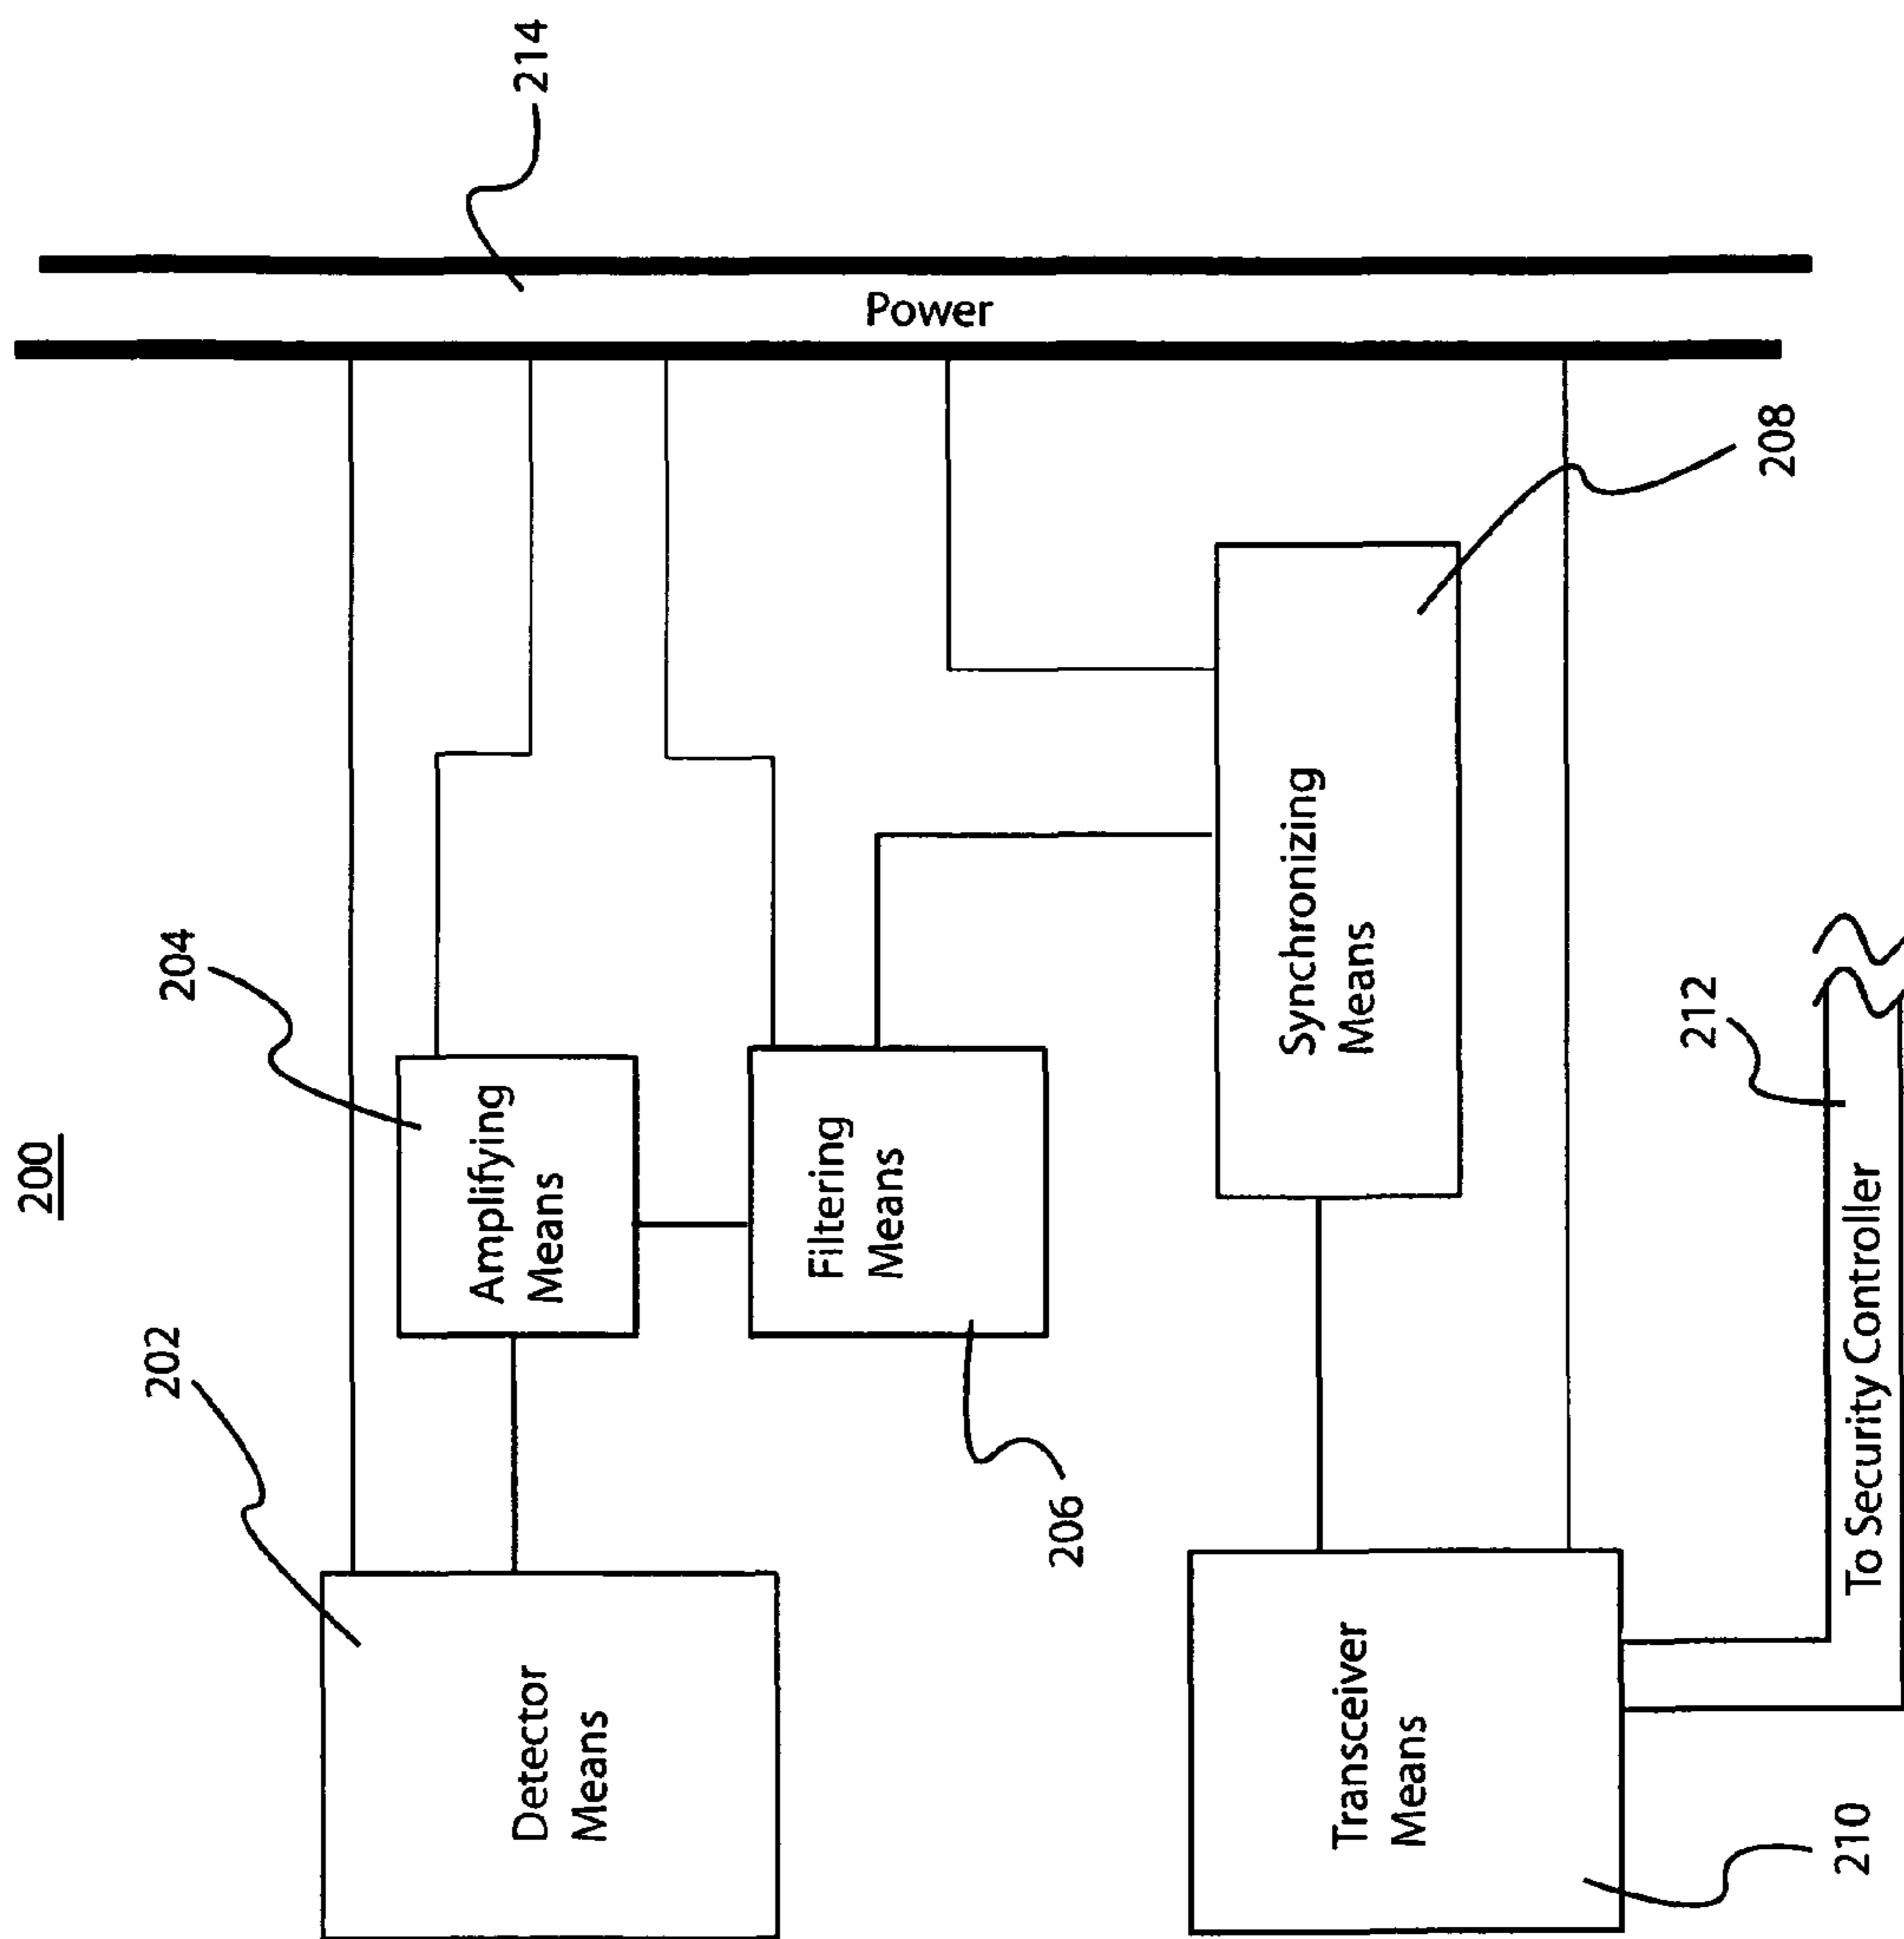 200
202
204
214
Detector
Means
Amplifying
Means
Filtering
Means
206
Power
Synchronizing
Means
208
Transceiver
Means
210
212
To Security Controller